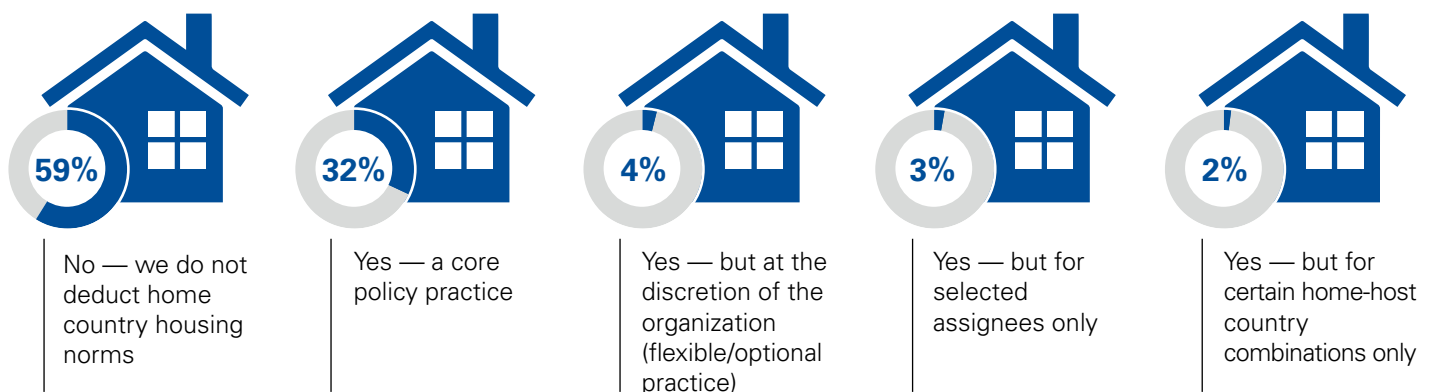 59%
No — we do not
deduct home
country housing
norms
32%
Yes — a core
policy practice
4%
Yes — but at the
discretion of the
organization
(flexible/optional
practice)
3%
Yes — but for
selected
assignees only
2%
Yes — but for
certain home-host
country
combinations only